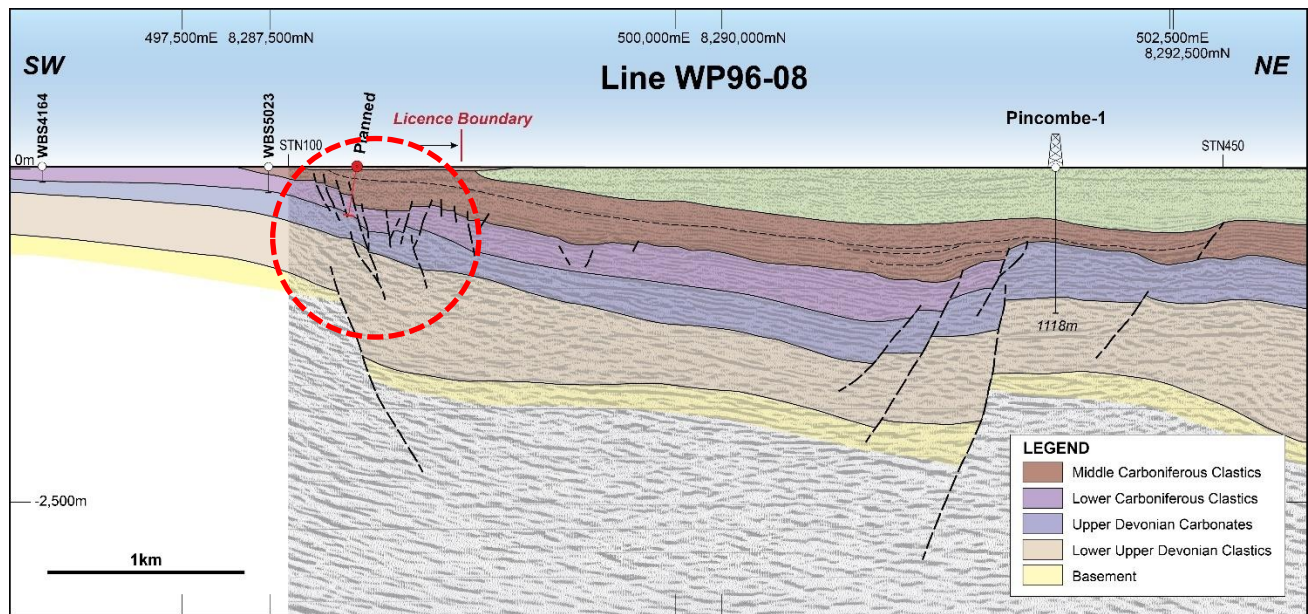 497,500mE 8,287,500mN
500,000mE 8,290,000mN
502,500mE
8,292,500mN
SW
NE
Line WP96-08
WBS4164
WBS5023
STN100
Planned
Licence Boundary
Pincombe-1
STN450
0m
1118m
-2,500m
1km
LEGEND
Middle Carboniferous Clastics
Lower Carboniferous Clastics
Upper Devonian Carbonates
Lower Upper Devonian Clastics
Basement